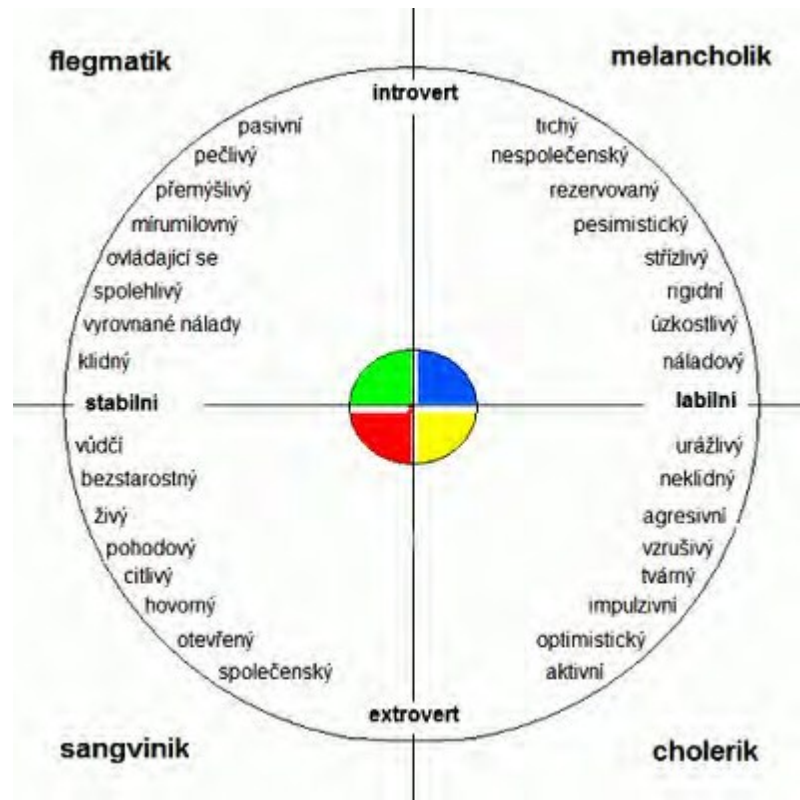 flegmatik
melancholik
introvert
pasivní
pečlivý
přemýšlivý
mírumilovný
ovládající se
spolehlivý
vyrovnané nálady
klidný
tichý
nespolečenský
rezervovaný
pesimistický
střízlivý
rigidní
úzkostlivý
náladový
stabilní
labilní
vůdčí
bezstarostný
živý
pohodový
citlivý
hovorný
otevřený
společenský
urážlivý
neklidný
agresivní
vzrušivý
tvárný
impulzivní
optimistický
aktivní
extrovert
sangvinik
cholerik